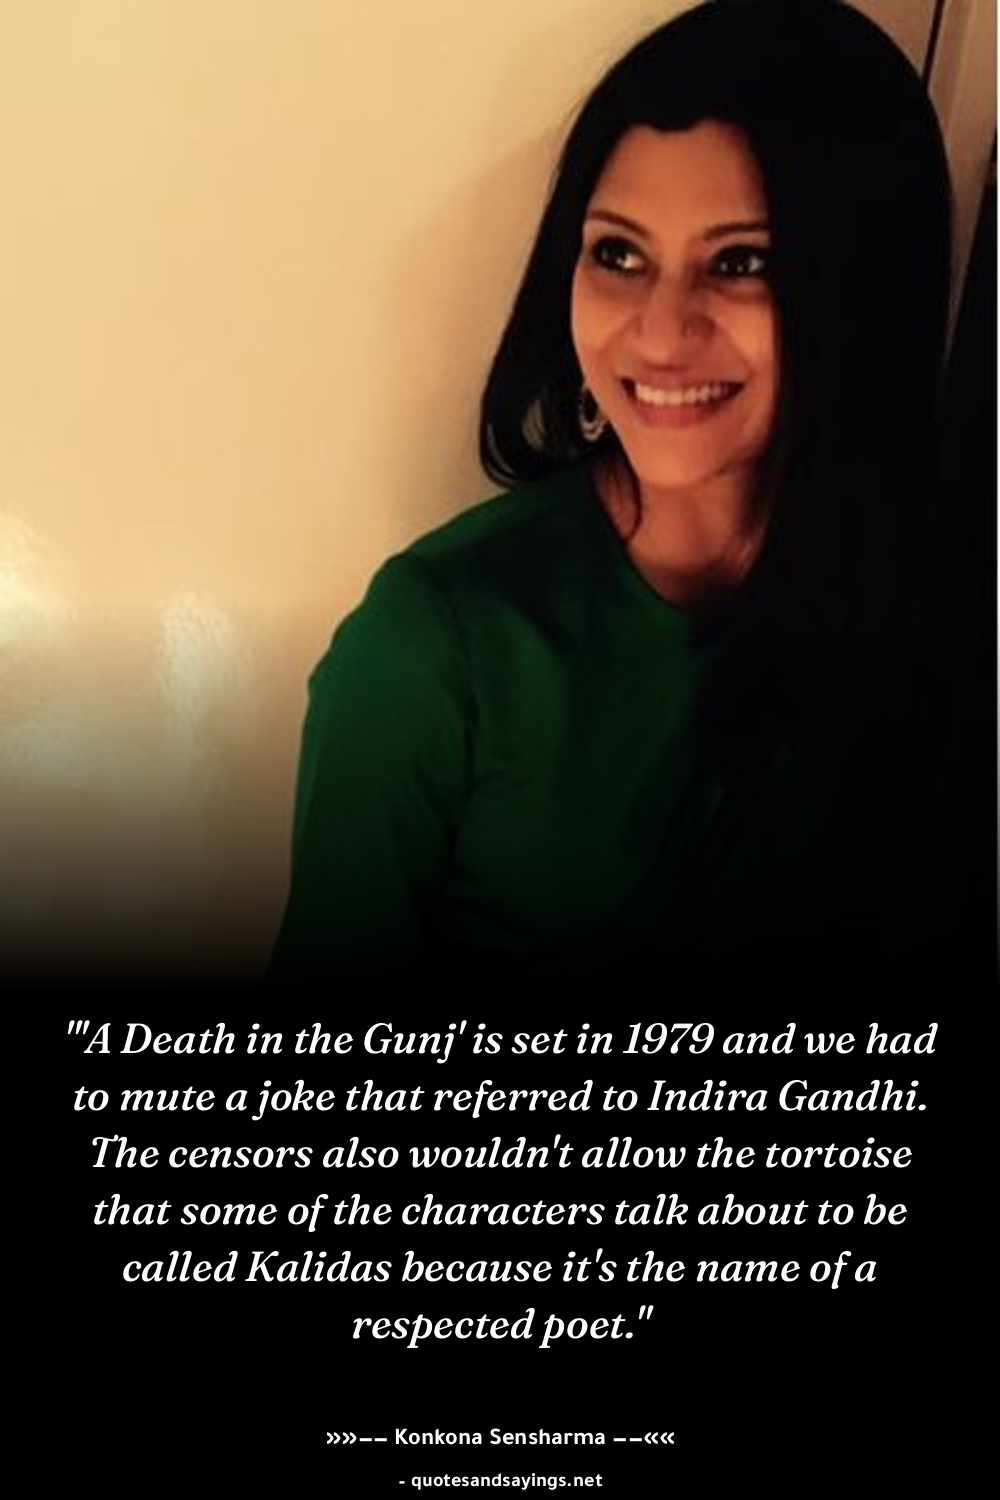 "'A Death in the Gunj' is set in 1979 and we had
to mute a joke that referred to Indira Gandhi.
The censors also wouldn't allow the tortoise
that some of the characters talk about to be
called Kalidas because it's the name of a
respected poet."
»»−− Konkona Sensharma −−««
- quotesandsayings.net